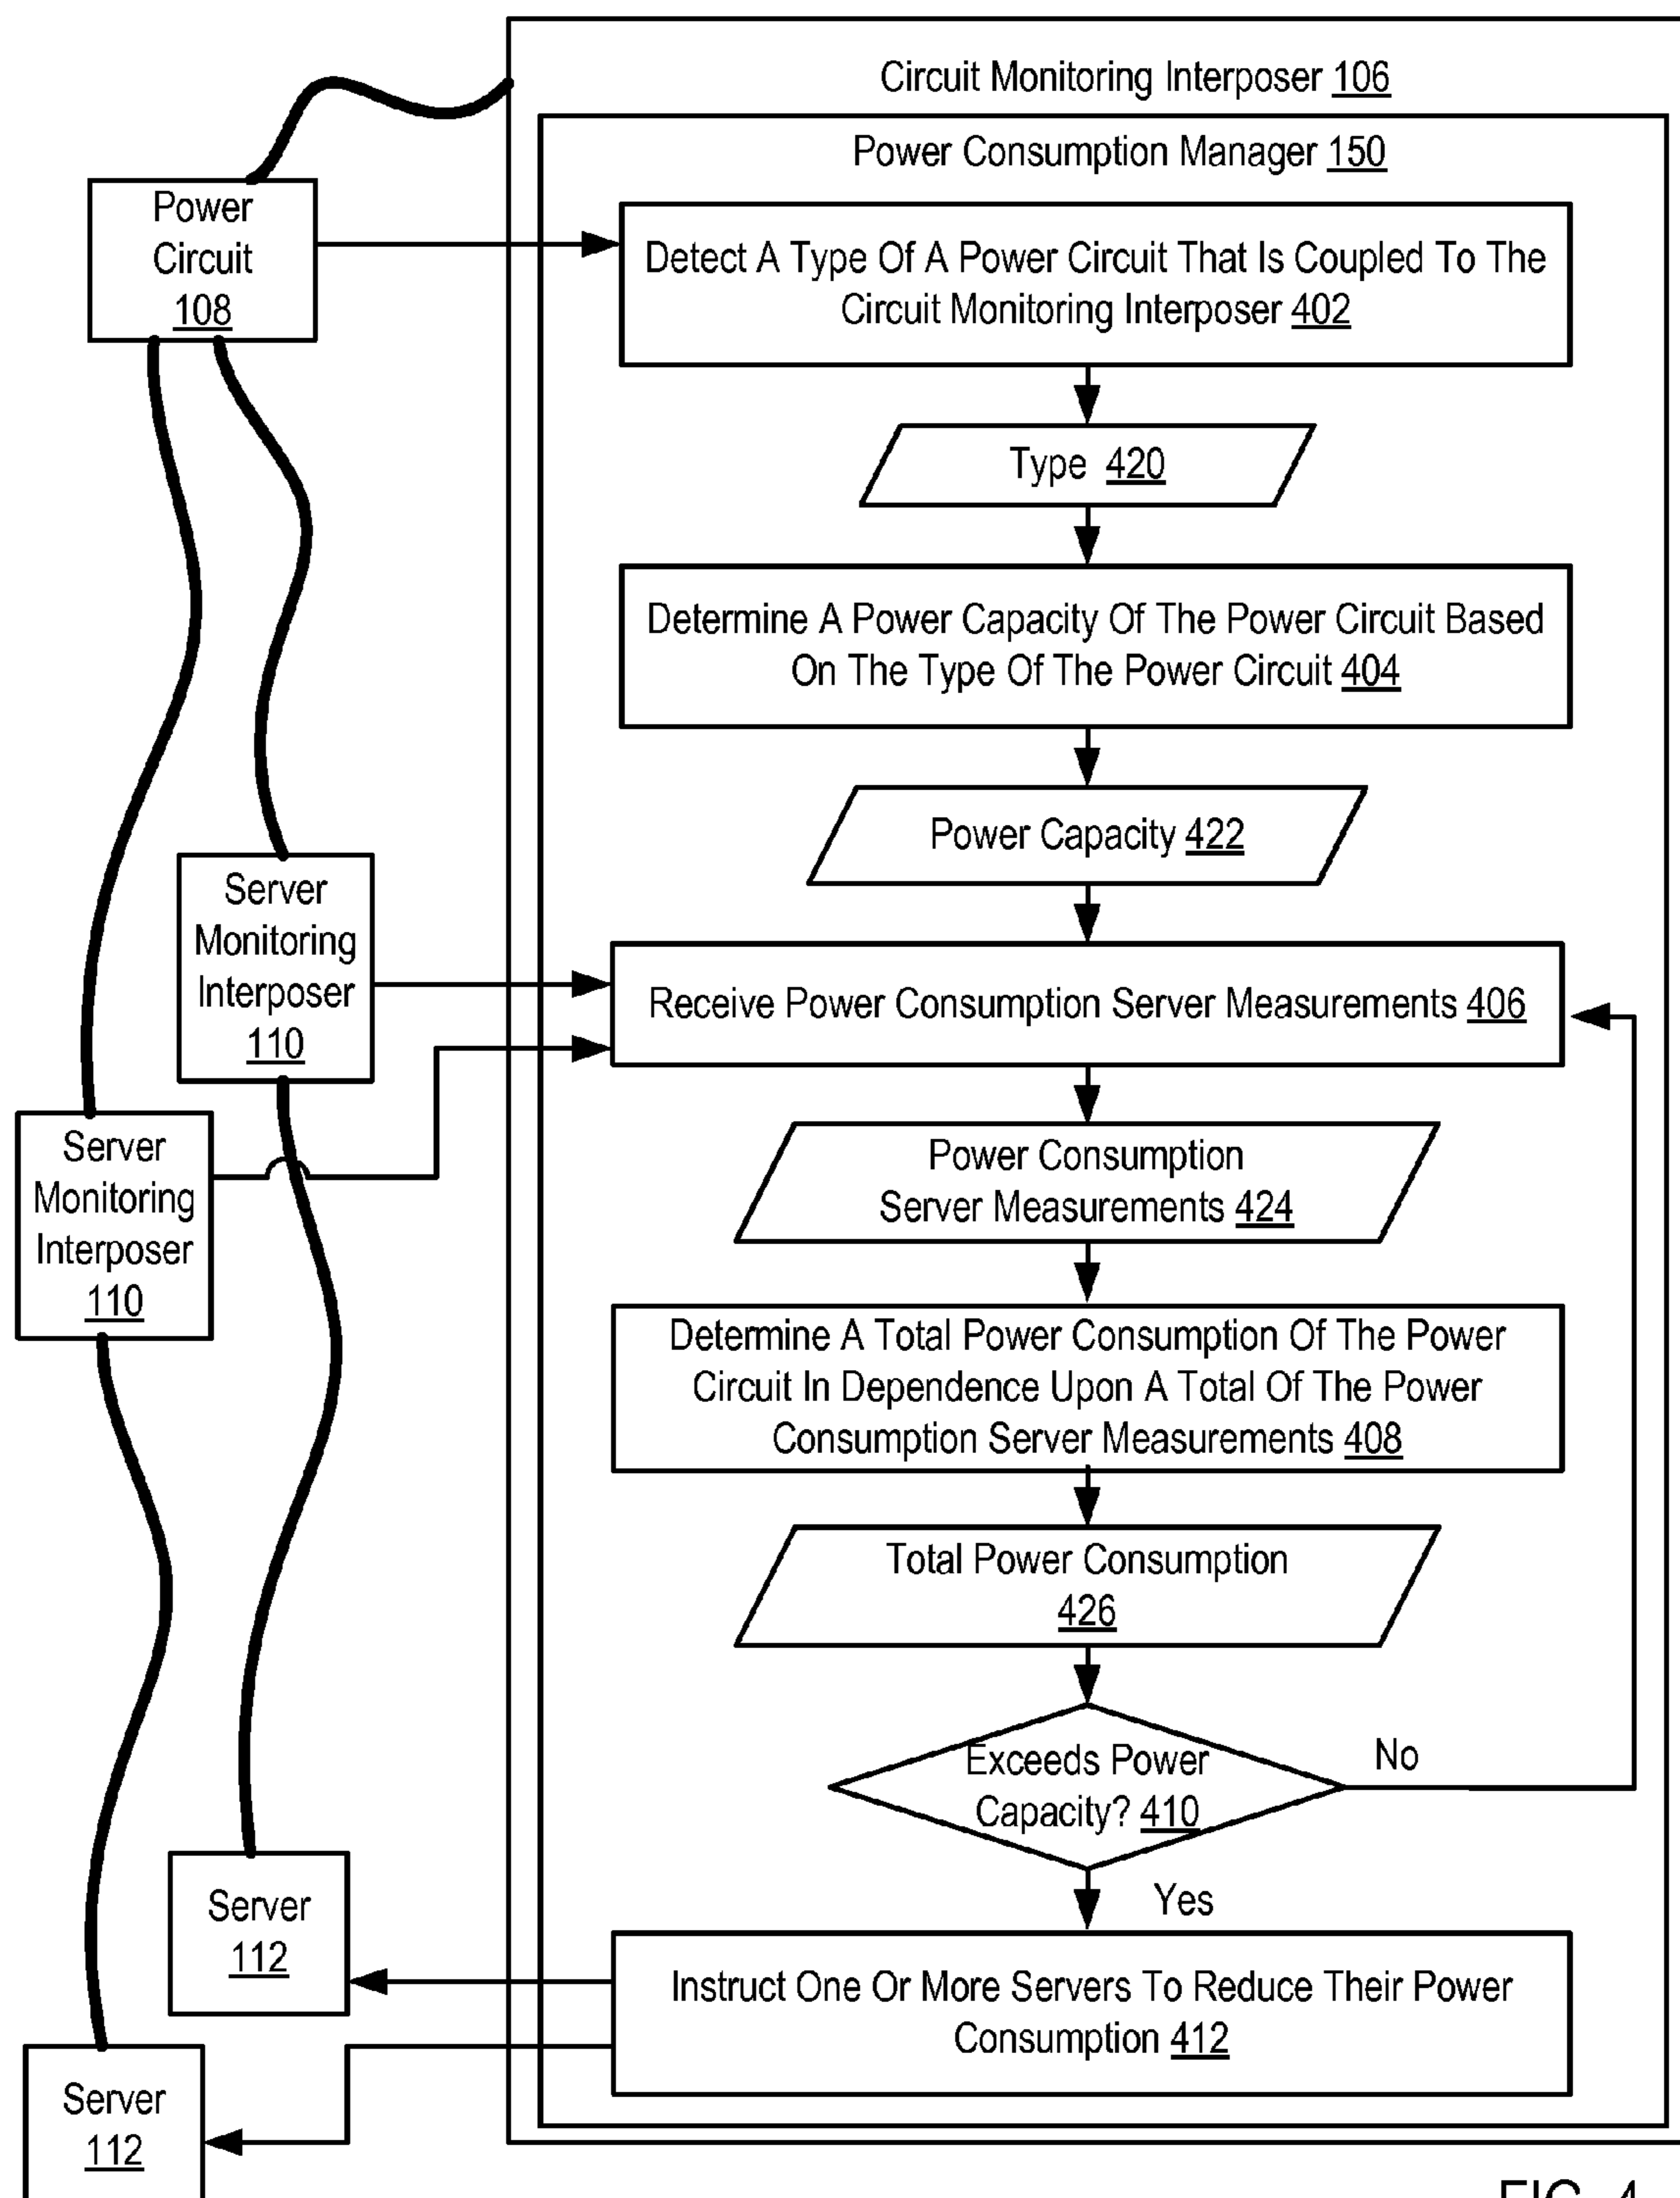 Circuit Monitoring Interposer 106
Power Consumption Manager 150
Power
Circuit
108
Detect A Type Of A Power Circuit That Is Coupled To The
Circuit Monitoring Interposer 402
Type 420
Determine A Power Capacity Of The Power Circuit Based
On The Type Of The Power Circuit 404
Power Capacity 422
Server
Monitoring
Interposer
110
Receive Power Consumption Server Measurements 406
Server
Monitoring
Interposer
110
Power Consumption
Server Measurements 424
Determine A Total Power Consumption Of The Power
Circuit In Dependence Upon A Total Of The Power
Consumption Server Measurements 408
Total Power Consumption
426
Exceeds Power
Capacity? 410
No
Yes
Server
112
Instruct One Or More Servers To Reduce Their Power
Consumption 412
Server
112
FIG. 4